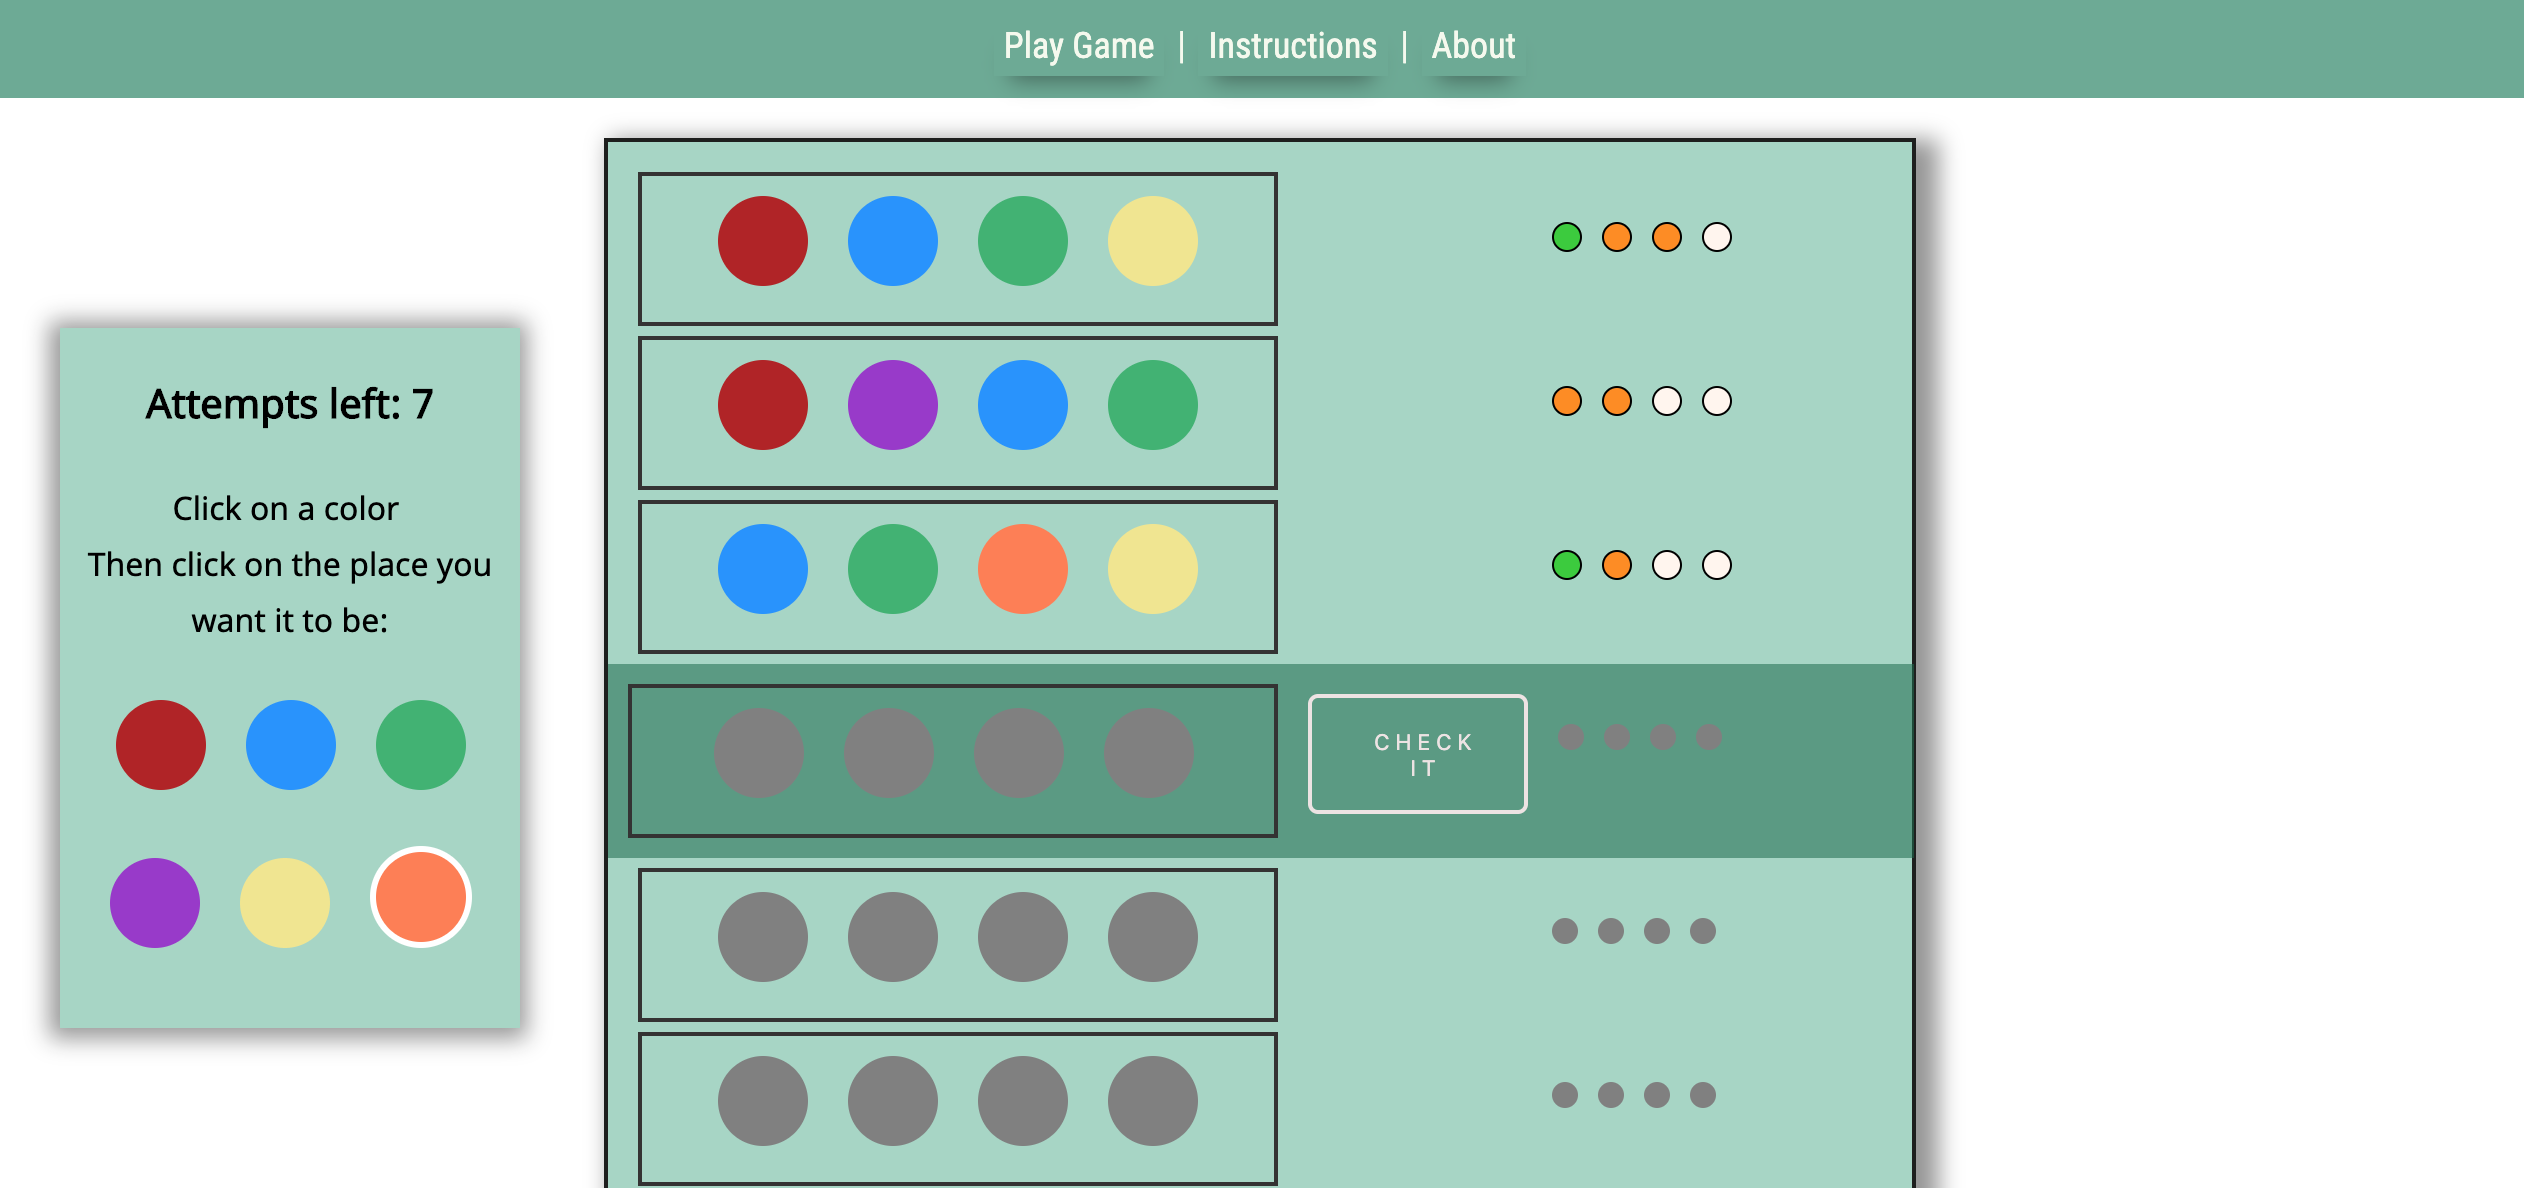 Play Game | Instructions | About
Attempts left: 7
Click on a color
Then click on the place you
want it to be:
CHECK
IT